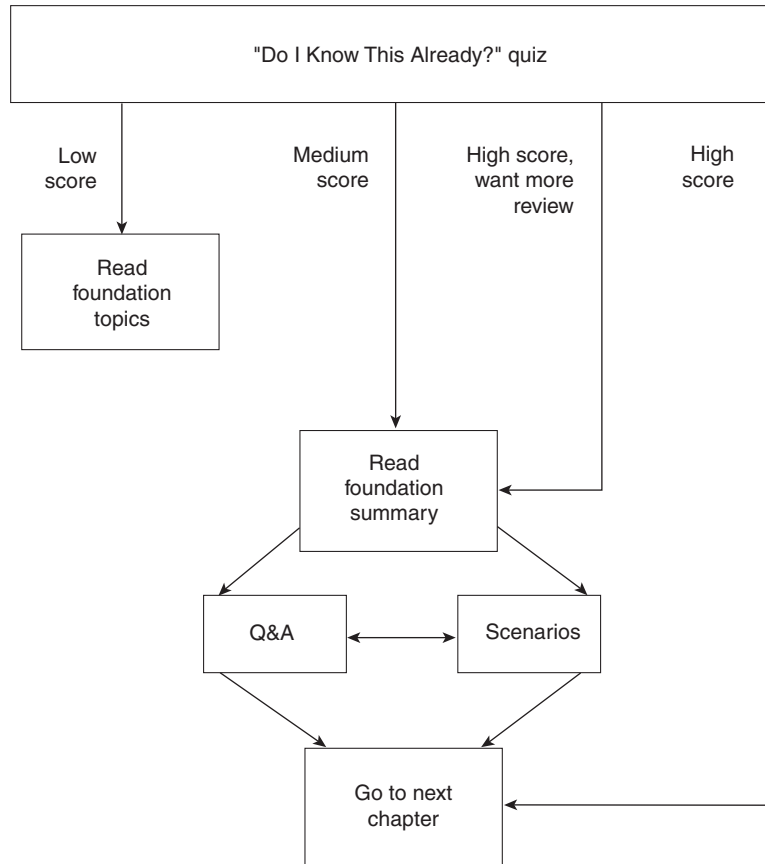 "Do I Know This Already?" quiz
Low
score
Medium
score
High score,
want more
review
High
score
Read
foundation
topics
Read
foundation
summary
Q&A
Scenarios
Go to next
chapter